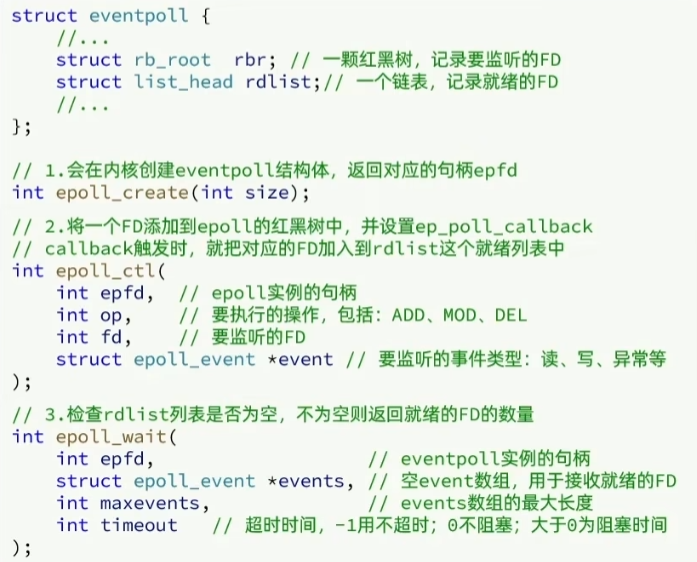 struct eventpoll {
//...
struct rb_root rbr; // 一颗红黑树，记录要监听的FD
struct list_head rdlist;// 一个链表，记录就绪的FD
//...
};
// 1.会在内核创建eventpoll结构体，返回对应的句柄epfd
int epoll_create(int size);
// 2.将一个FD添加到epoll的红黑树中，并设置ep_poll_callback
// callback触发时，就把对应的FD加入到rdlist这个就绪列表中
int epoll_ctl(
int epfd, // epoll实例的句柄
int op, // 要执行的操作，包括：ADD、MOD、DEL
int fd, // 要监听的FD
struct epoll_event *event // 要监听的事件类型：读、写、异常等
);
// 3.检查rdlist列表是否为空，不为空则返回就绪的FD的数量
int epoll_wait(
int epfd, // eventpoll实例的句柄
struct epoll_event *events, // 空event数组，用于接收就绪的FD
int maxevents, // events数组的最大长度
int timeout // 超时时间，-1用不超时；0不阻塞；大于0为阻塞时间
);